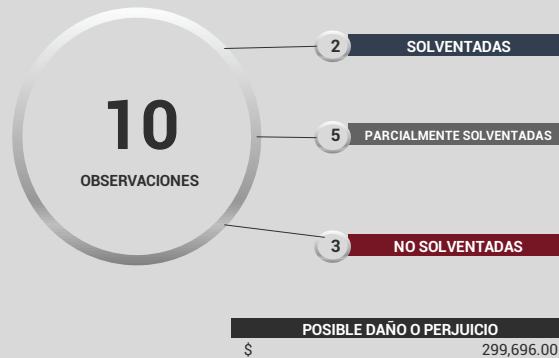 10
OBSERVACIONES
2 SOLVENTADAS
5 PARCIALMENTE SOLVENTADAS
3 NO SOLVENTADAS
POSIBLE DAÑO O PERJUICIO
$ 299,696.00